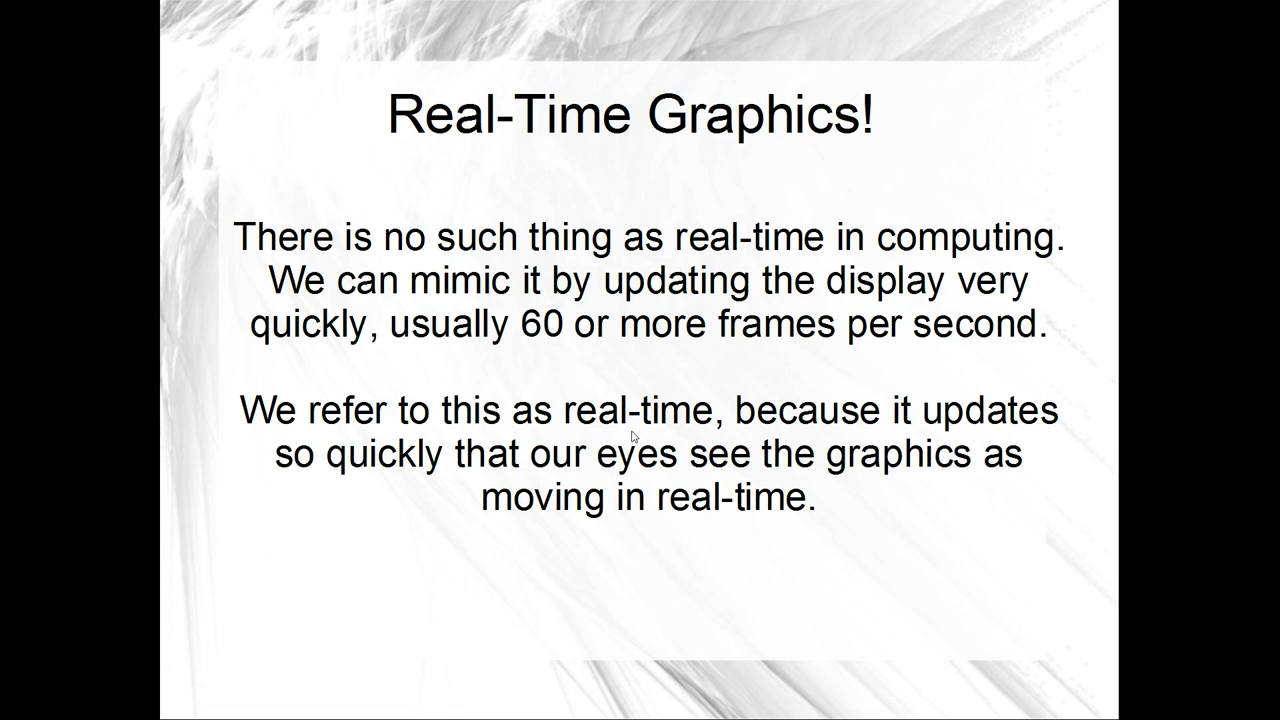 Real-Time Graphics!
There is no such thing as real-time in computing.
We can mimic it by updating the display very
quickly, usually 60 or more frames per second.
We refer to this as real-time, because it updates
so quickly that our eyes see the graphics as
moving in real-time.